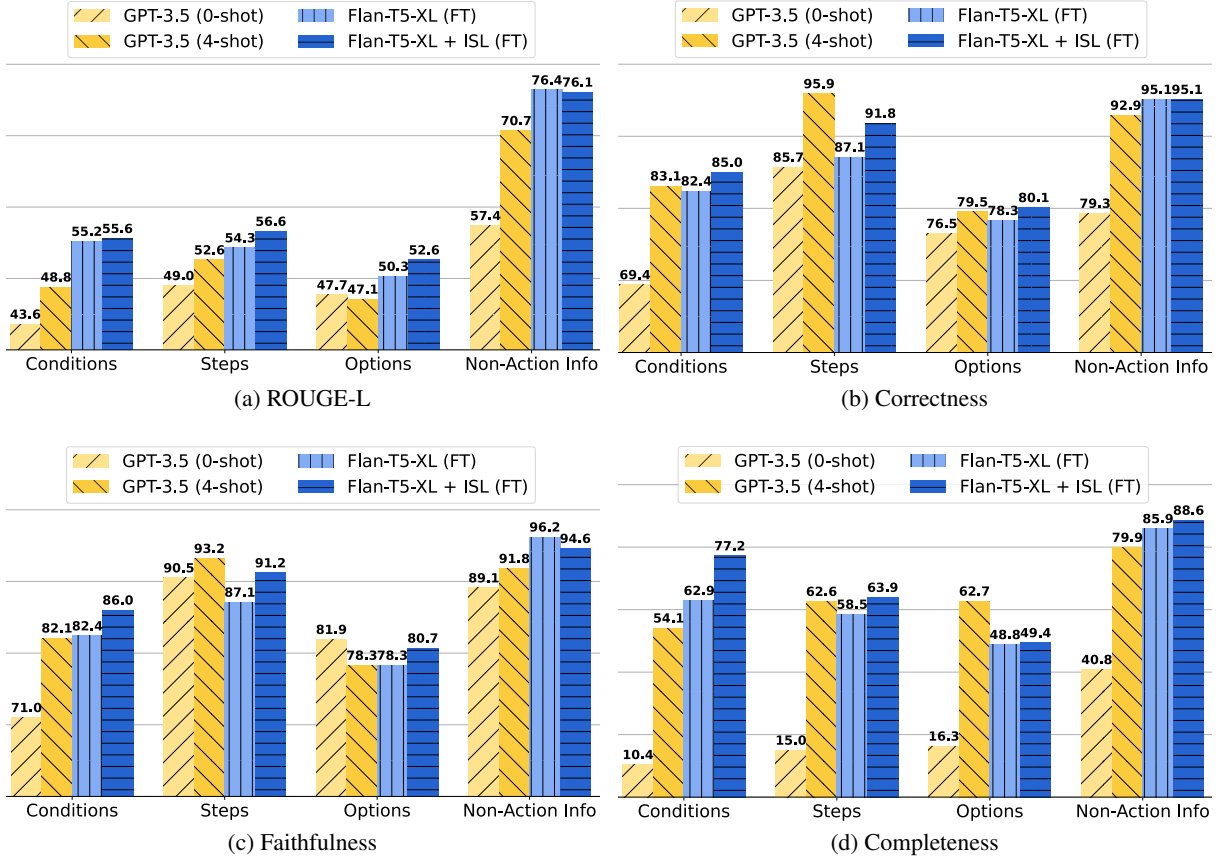 GPT-3.5 (0-shot) Flan-T5-XL (FT)
GPT-3.5 (4-shot) Flan-T5-XL + ISL (FT)
43.6 48.8 55.2 55.6
49.0 52.6 54.3 56.6
47.7 47.1 50.3 52.6
57.4 70.7 76.4 76.1
Conditions Steps Options Non-Action Info
(a) ROUGE-L
GPT-3.5 (0-shot) Flan-T5-XL (FT)
GPT-3.5 (4-shot) Flan-T5-XL + ISL (FT)
69.4 83.1 82.4 85.0
85.7 95.9 87.1 91.8
76.5 79.5 78.3 80.1
79.3 92.9 95.1 95.1
Conditions Steps Options Non-Action Info
(b) Correctness
GPT-3.5 (0-shot) Flan-T5-XL (FT)
GPT-3.5 (4-shot) Flan-T5-XL + ISL (FT)
71.0 82.1 82.4 86.0
90.5 93.2 87.1 91.2
81.9 78.3 78.3 80.7
89.1 91.8 96.2 94.6
Conditions Steps Options Non-Action Info
(c) Faithfulness
GPT-3.5 (0-shot) Flan-T5-XL (FT)
GPT-3.5 (4-shot) Flan-T5-XL + ISL (FT)
10.4 54.1 62.9 77.2
15.0 62.6 58.5 63.9
16.3 62.7 48.8 49.4
40.8 79.9 85.9 88.6
Conditions Steps Options Non-Action Info
(d) Completeness